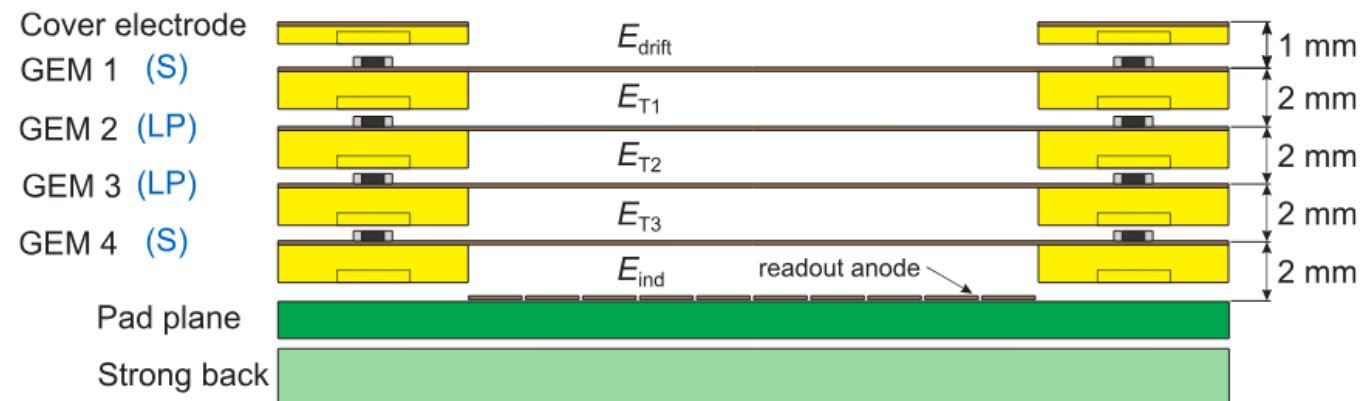 Cover electrode
E_drift
1 mm
GEM 1 (S)
E_T1
2 mm
GEM 2 (LP)
E_T2
2 mm
GEM 3 (LP)
E_T3
2 mm
GEM 4 (S)
E_ind
readout anode
2 mm
Pad plane
Strong back